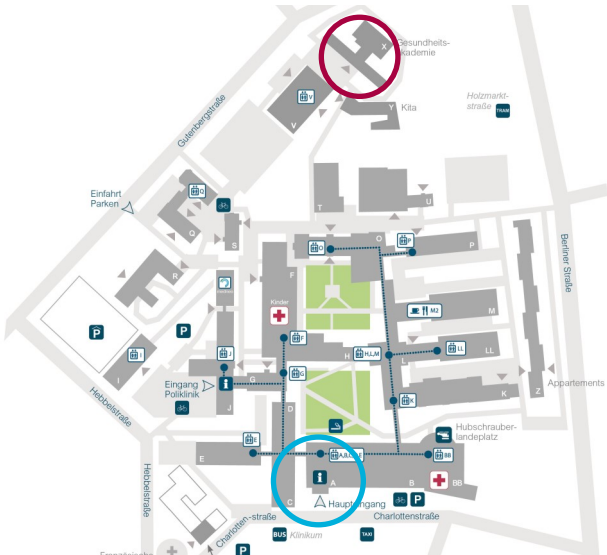 X
Gesundheits-
akademie
V
V
Y
Kita
Holzmarkt-
straße
TRAM
Gutenbergstraße
Einfahrt
Parken
Q
Q
S
R
T
U
O
O
P
P
F
Kinder
M
M2
P
P
I
I
J
F
G
H
H,L,M
L
LL
LL
Berliner Straße
Eingang
Poliklinik
i
G
J
D
K
K
Z
Appartements
Hebbelstraße
Hubschrauber-
landeplatz
E
E
i
BB
A
B
BB
C
Haupteingang
P
Hebbelstraße
Charlotten-straße
Charlottenstraße
BUS
Klinikum
TAXI
P